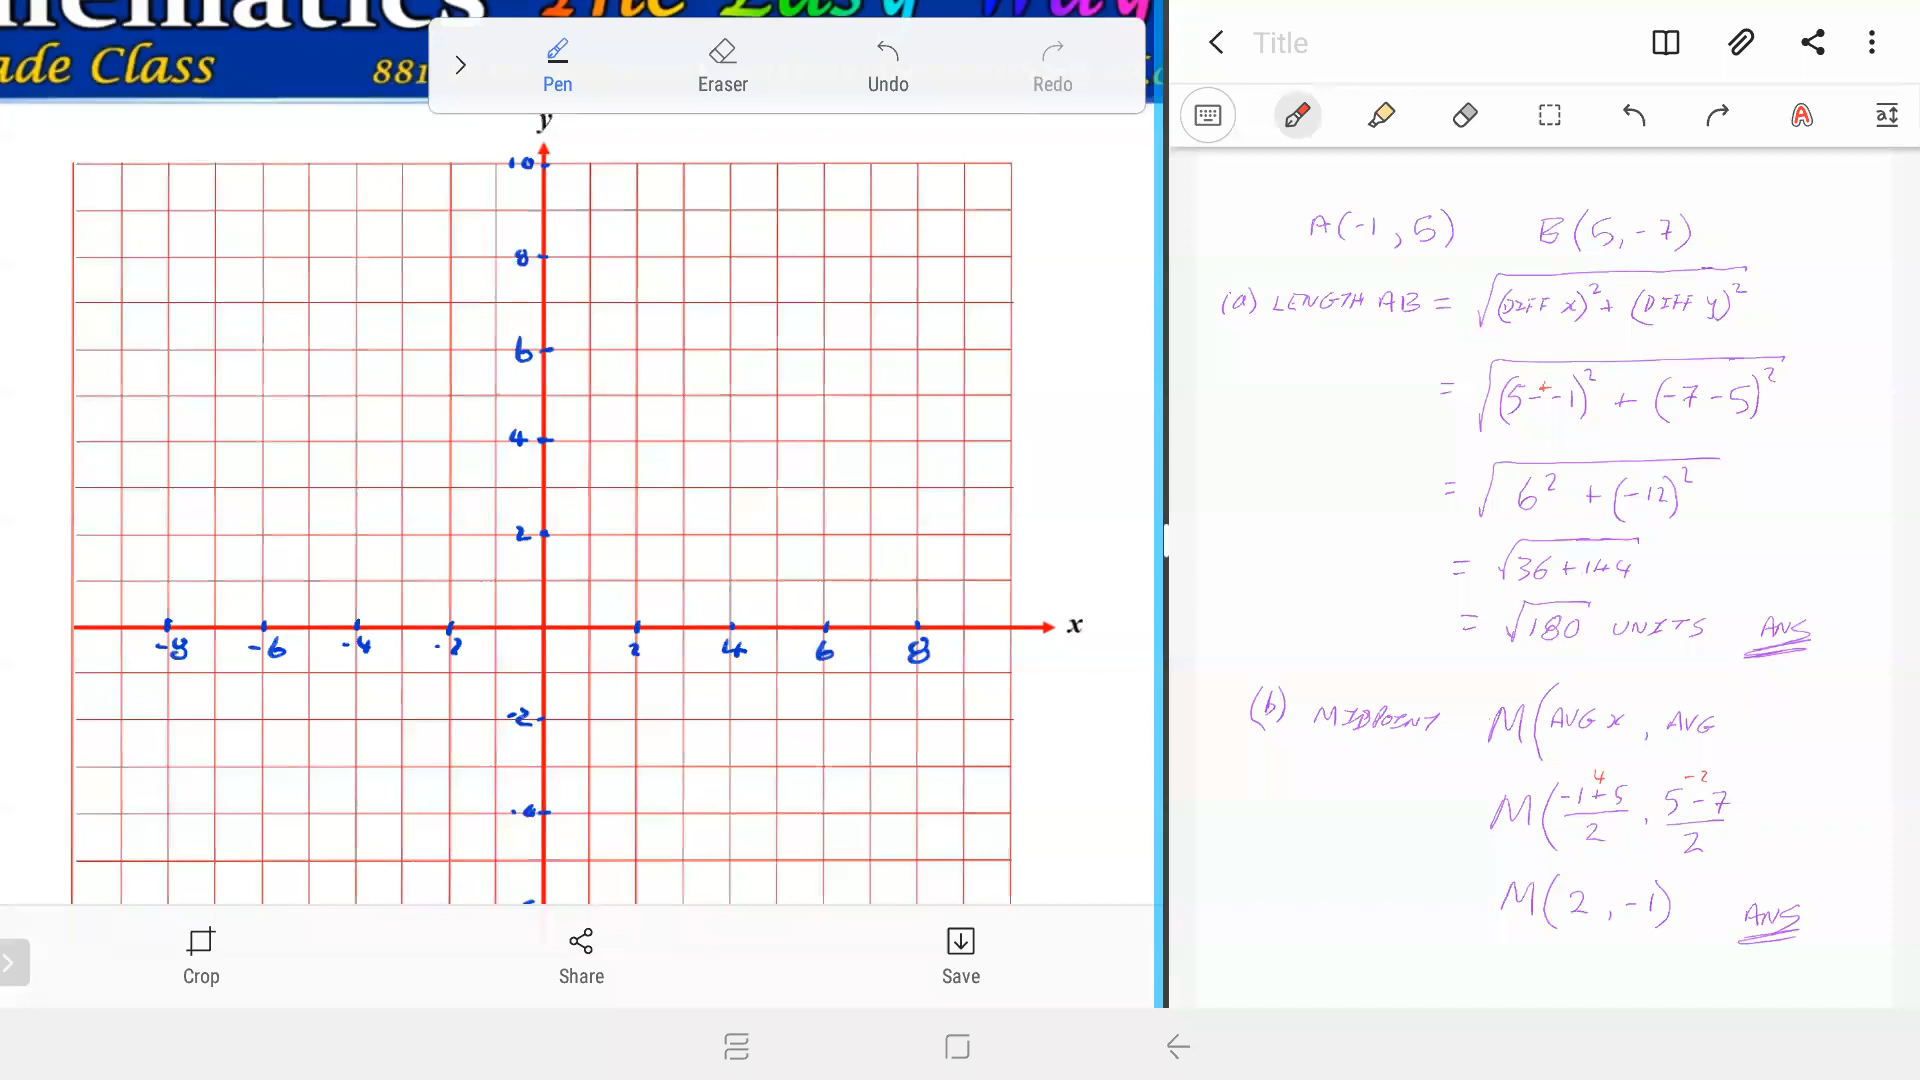 The Easy Way
Class
881
Pen
Eraser
Undo
Redo
y
10
8
6
4
2
-8 -6 -4 -2 2 4 6 8
x
-2
Crop
Share
Save
Title
A(-1, 5) B(5, -7)
(a) LENGTH AB = √(DIFF x)² + (DIFF y)²
= √(5 - -1)² + (-7 - 5)²
+
= √6² + (-12)²
= √36 + 144
= √180 UNITS ANS
(b) MIDPOINT M(AVG x, AVG
4 -2
M(-1+5/2, 5-7/2
M(2, -1) ANS